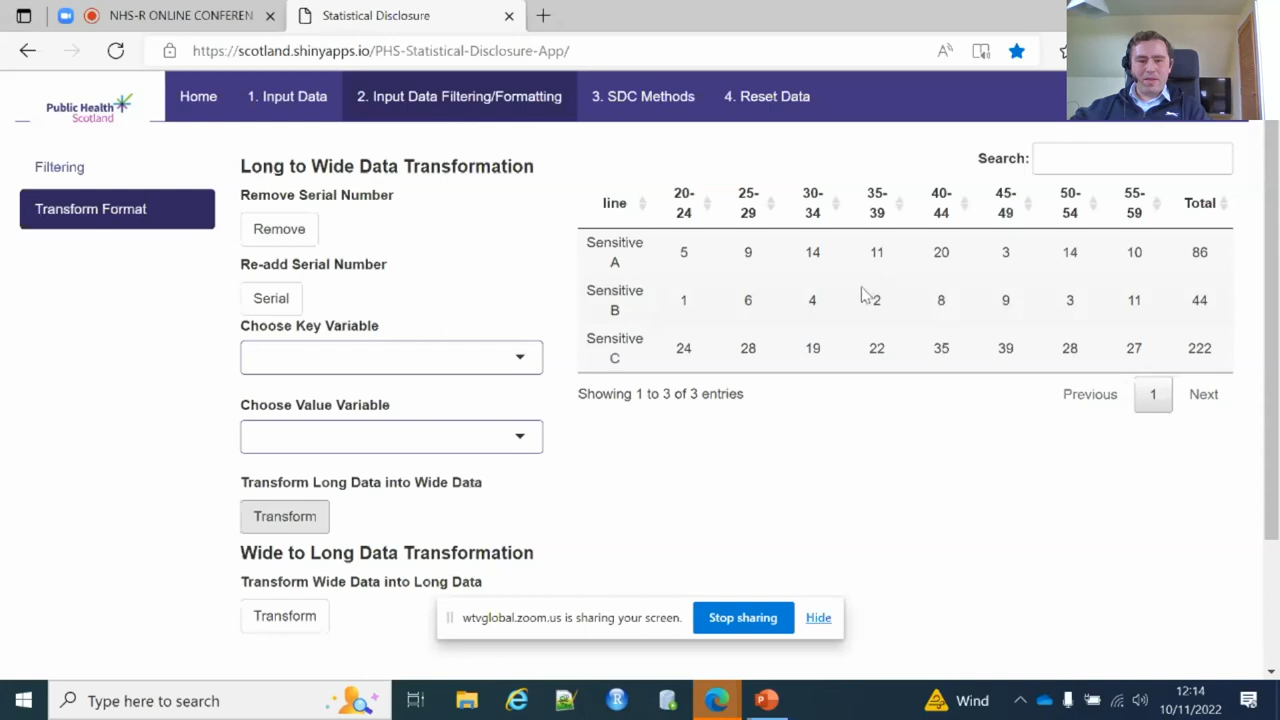 NHS-R ONLINE CONFEREN
Statistical Disclosure
https://scotland.shinyapps.io/PHS-Statistical-Disclosure-App/
Public Health
Scotland
Home
1. Input Data
2. Input Data Filtering/Formatting
3. SDC Methods
4. Reset Data
Filtering
Transform Format
Long to Wide Data Transformation
Remove Serial Number
Remove
Re-add Serial Number
Serial
Choose Key Variable
Choose Value Variable
Transform Long Data into Wide Data
Transform
Wide to Long Data Transformation
Transform Wide Data into Long Data
Transform
Search:
line 20-24 25-29 30-34 35-39 40-44 45-49 50-54 55-59 Total
Sensitive A 5 9 14 11 20 3 14 10 86
Sensitive B 1 6 4 2 8 9 3 11 44
Sensitive C 24 28 19 22 35 39 28 27 222
Showing 1 to 3 of 3 entries
Previous 1 Next
wtvglobal.zoom.us is sharing your screen. Stop sharing Hide
Type here to search
Wind
12:14
10/11/2022